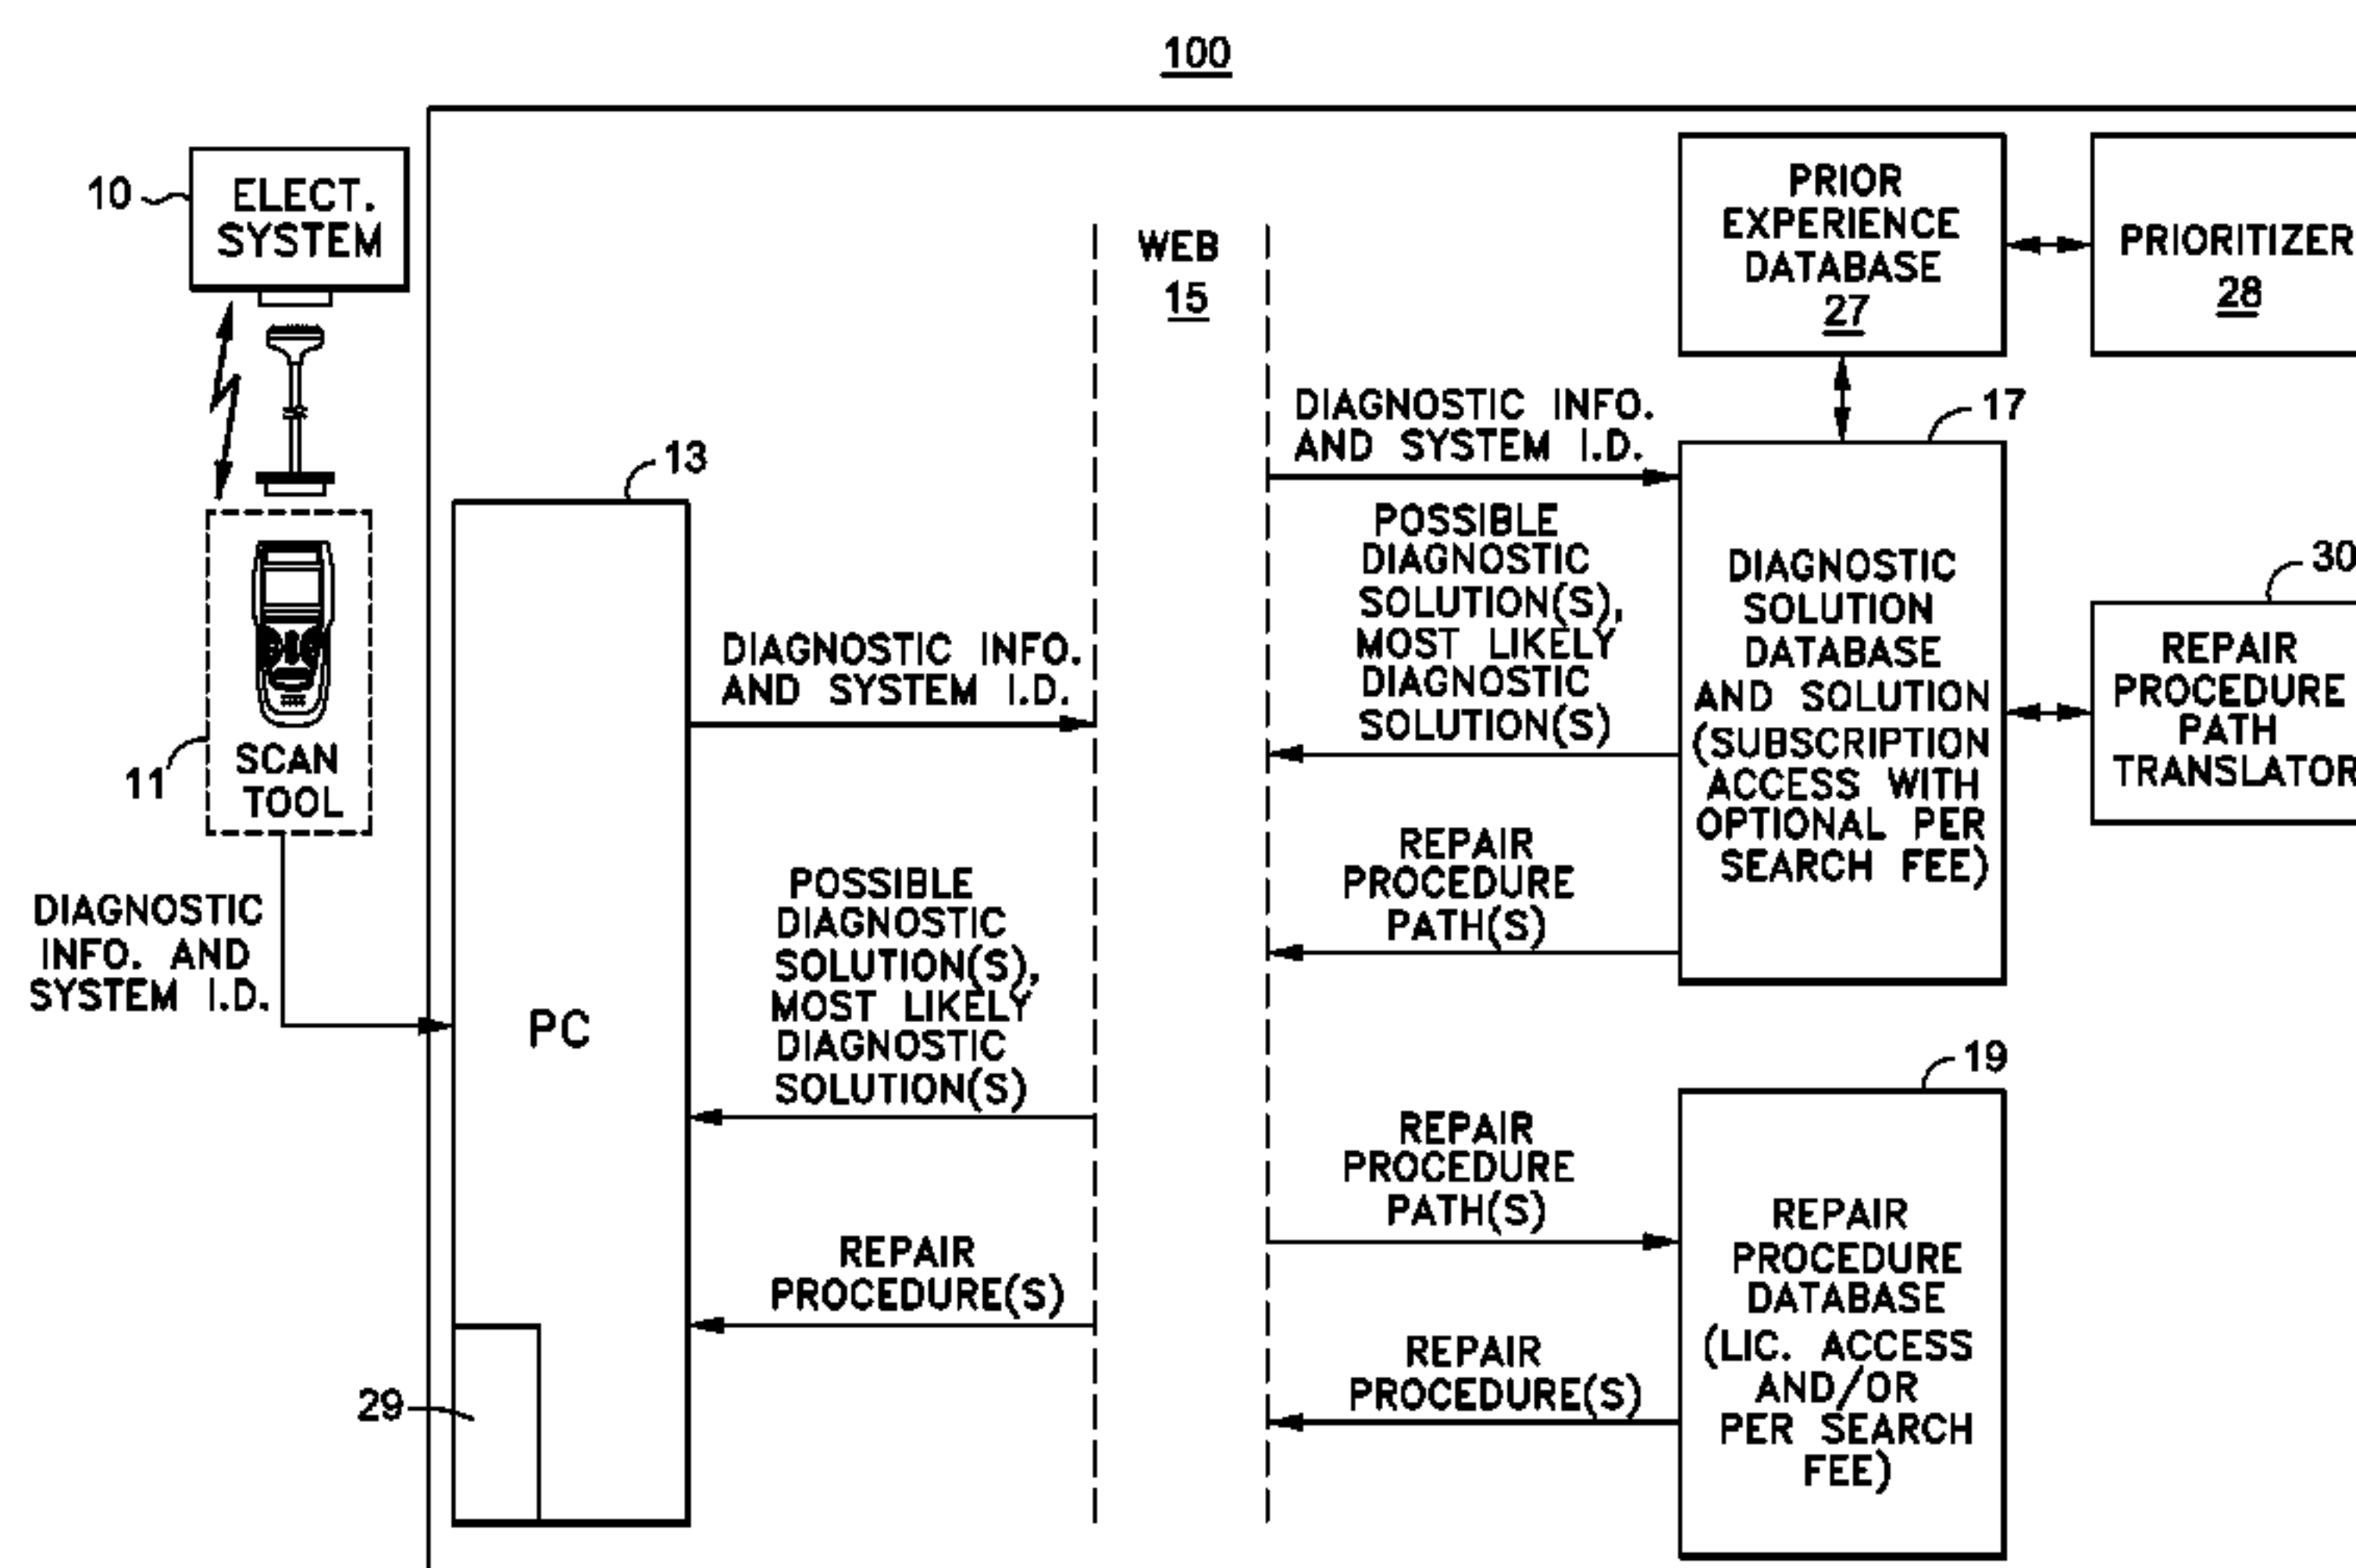 100
10
ELECT.
SYSTEM
11
SCAN
TOOL
DIAGNOSTIC
INFO. AND
SYSTEM I.D.
13
PC
29
DIAGNOSTIC INFO.
AND SYSTEM I.D.
POSSIBLE
DIAGNOSTIC
SOLUTION(S),
MOST LIKELY
DIAGNOSTIC
SOLUTION(S)
REPAIR
PROCEDURE(S)
WEB
15
DIAGNOSTIC INFO.
AND SYSTEM I.D.
POSSIBLE
DIAGNOSTIC
SOLUTION(S),
MOST LIKELY
DIAGNOSTIC
SOLUTION(S)
REPAIR
PROCEDURE
PATH(S)
REPAIR
PROCEDURE
PATH(S)
REPAIR
PROCEDURE(S)
PRIOR
EXPERIENCE
DATABASE
27
PRIORITIZER
28
17
DIAGNOSTIC
SOLUTION
DATABASE
AND SOLUTION
(SUBSCRIPTION
ACCESS WITH
OPTIONAL PER
SEARCH FEE)
30
REPAIR
PROCEDURE
PATH
TRANSLATOR
19
REPAIR
PROCEDURE
DATABASE
(LIC. ACCESS
AND/OR
PER SEARCH
FEE)